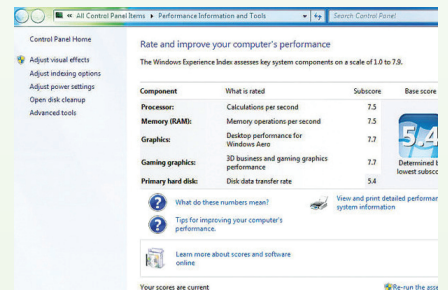 « All Control Panel Items ▸ Performance Information and Tools
Search Control Panel
Control Panel Home
Adjust visual effects
Adjust indexing options
Adjust power settings
Open disk cleanup
Advanced tools
Rate and improve your computer's performance
The Windows Experience Index assesses key system components on a scale of 1.0 to 7.9.
Component What is rated Subscore Base score
Processor: Calculations per second 7.5
Memory (RAM): Memory operations per second 7.5
Graphics: Desktop performance for
Windows Aero 7.7
Gaming graphics: 3D business and gaming graphics
performance 7.7
Primary hard disk: Disk data transfer rate 5.4
5.4
Determined
lowest
What do these numbers mean?
View and print detailed
system information
Tips for improving your computer's
performance.
Learn more about scores and software
online
Your scores are current
Re-run the